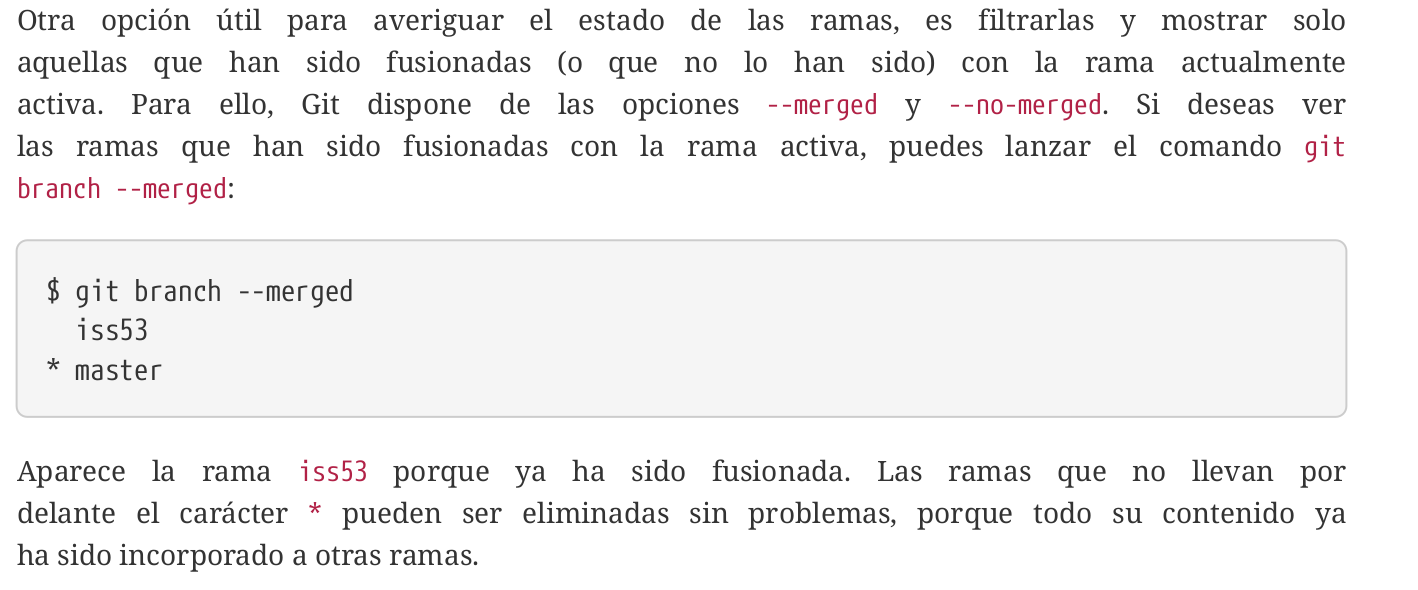 Otra opción útil para averiguar el estado de las ramas, es filtrarlas y mostrar solo
aquellas que han sido fusionadas (o que no lo han sido) con la rama actualmente
activa. Para ello, Git dispone de las opciones --merged y --no-merged. Si deseas ver
las ramas que han sido fusionadas con la rama activa, puedes lanzar el comando git
branch --merged:
$ git branch --merged
  iss53
* master
Aparece la rama iss53 porque ya ha sido fusionada. Las ramas que no llevan por
delante el carácter * pueden ser eliminadas sin problemas, porque todo su contenido ya
ha sido incorporado a otras ramas.